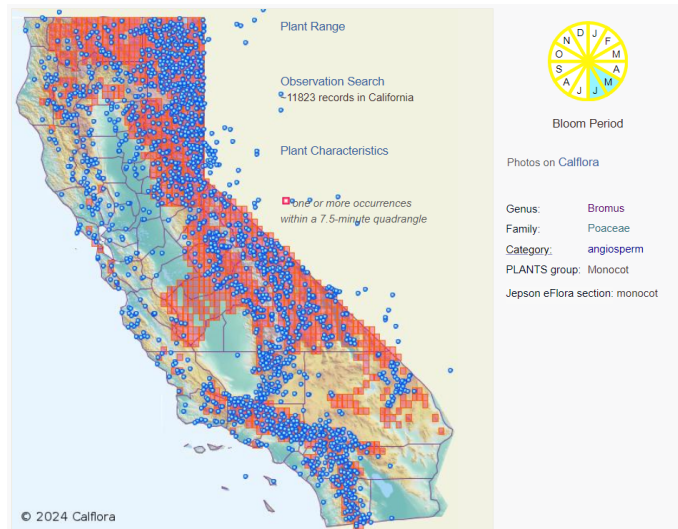 Plant Range
Observation Search
~11823 records in California
Plant Characteristics
one or more occurrences
within a 7.5-minute quadrangle
© 2024 Calflora
J
F
M
A
M
J
J
A
S
O
N
D
Bloom Period
Photos on Calflora
Genus: Bromus
Family: Poaceae
Category: angiosperm
PLANTS group: Monocot
Jepson eFlora section: monocot